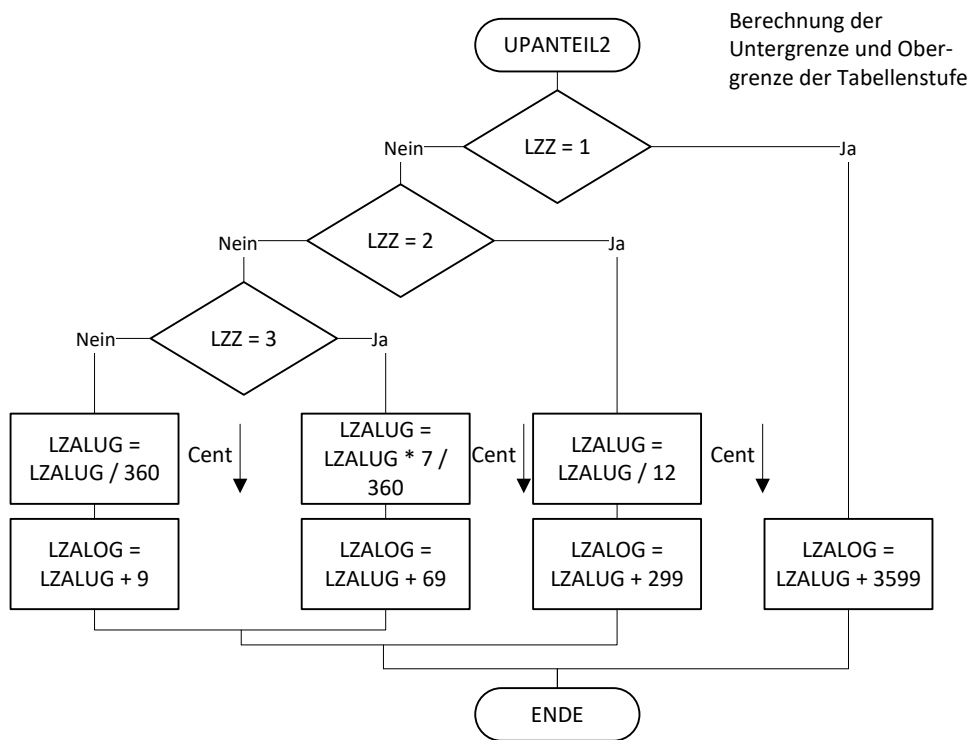 Berechnung der
Untergrenze und Ober-
grenze der Tabellenstufe
UPANTEIL2
LZZ = 1
Nein
Ja
LZZ = 2
Nein
Ja
LZZ = 3
Nein
Ja
LZALUG =
LZALUG / 360
Cent
LZALUG =
LZALUG * 7 /
360
Cent
LZALUG =
LZALUG / 12
Cent
LZALOG =
LZALUG + 9
LZALOG =
LZALUG + 69
LZALOG =
LZALUG + 299
LZALOG =
LZALUG + 3599
ENDE